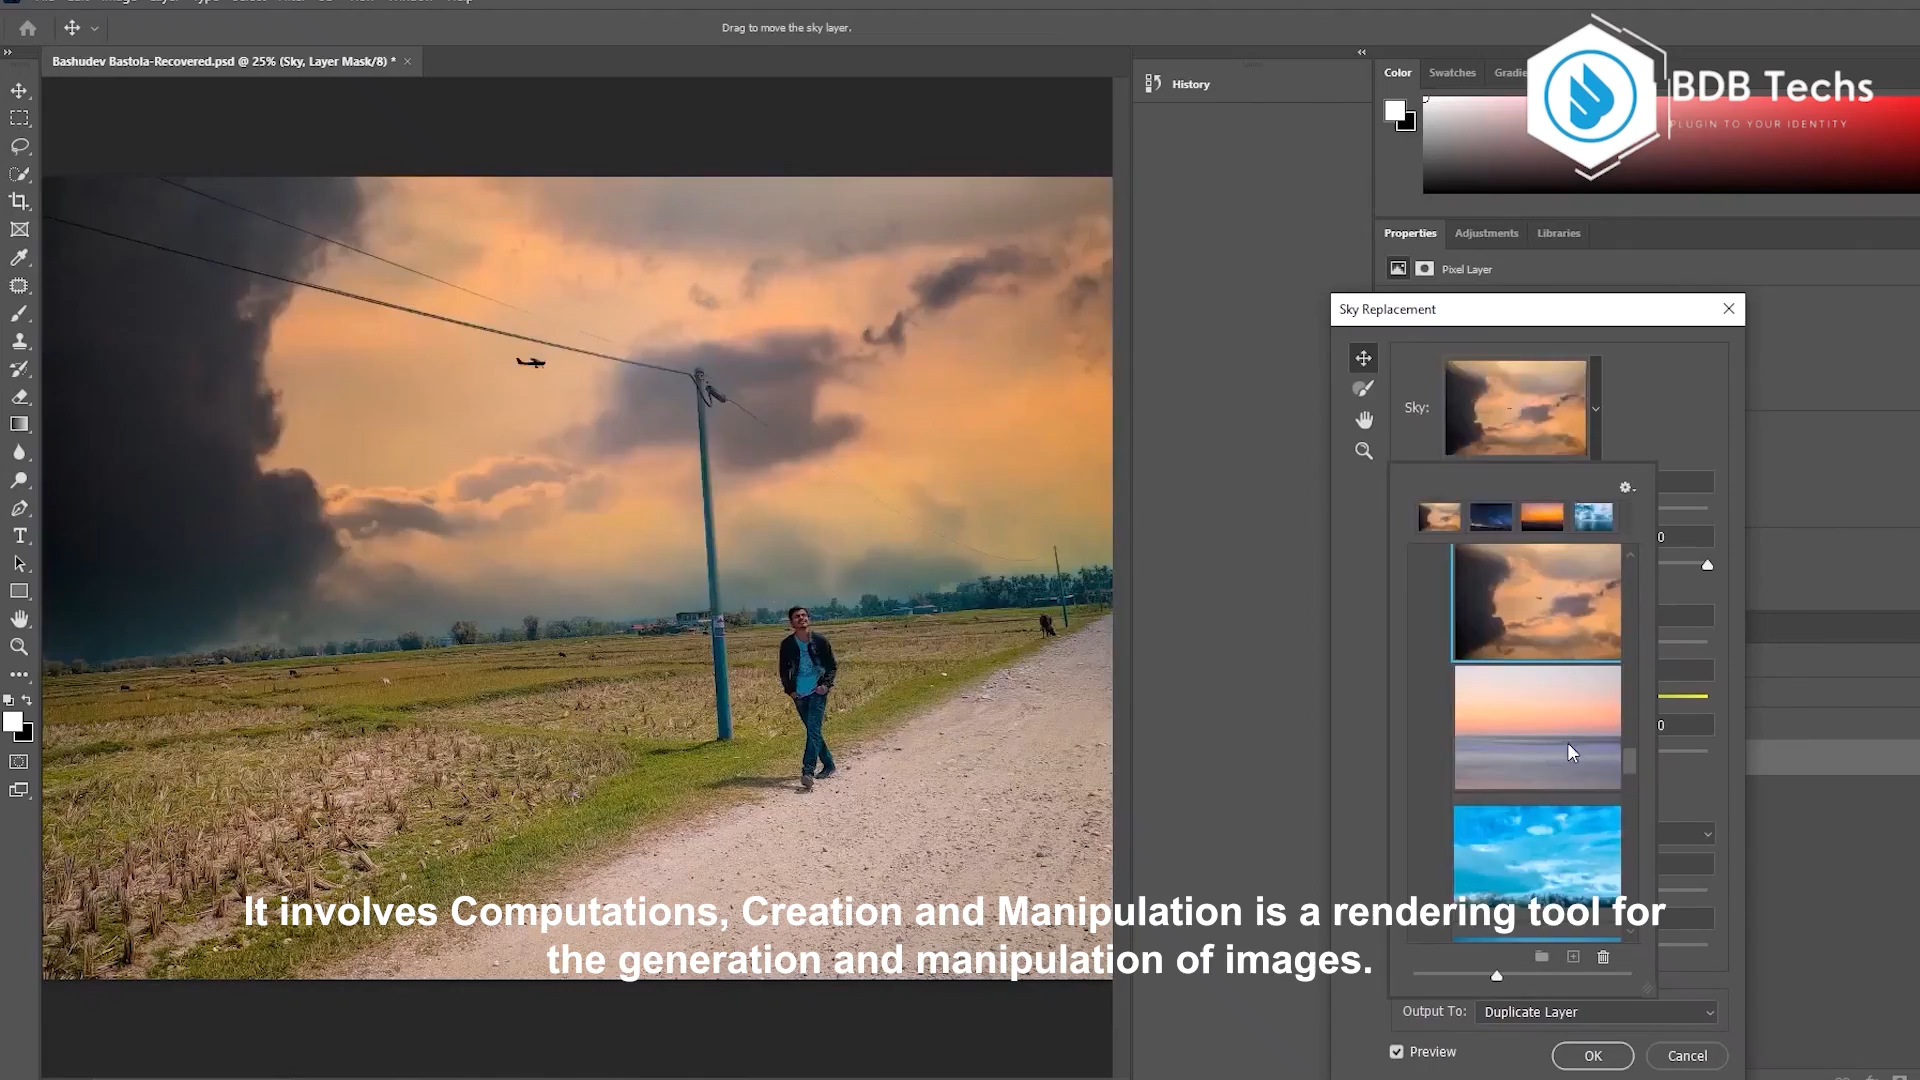 Drag to move the sky layer.
Bashudev Bastola-Recovered.psd @ 25% (Sky, Layer Mask/8) * ×
History
Color Swatches
BDB Techs
PLUGIN TO YOUR IDENTITY
Properties Adjustments Libraries
Pixel Layer
Sky Replacement
Sky:
0
0
It involves Computations, Creation and Manipulation is a rendering tool for
the generation and manipulation of images.
Output To: Duplicate Layer
Preview
OK Cancel